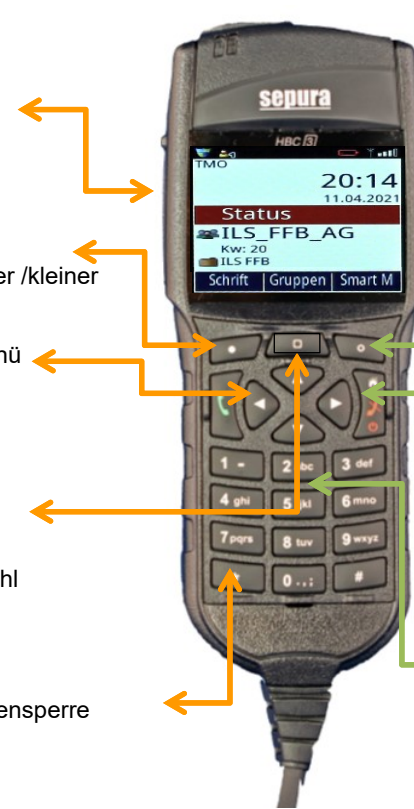 sepura
HBC 3
TMO
20:14
11.04.2021
Status
ILS_FFB_AG
Kw: 20
ILS FFB
Schrift Gruppen Smart M
er /kleiner
nü
1 -
2 abc
3 def
4 ghi
5 jkl
6 mno
7 pqrs
8 tuv
9 wxyz
0 .,:
#
hl
ensperre